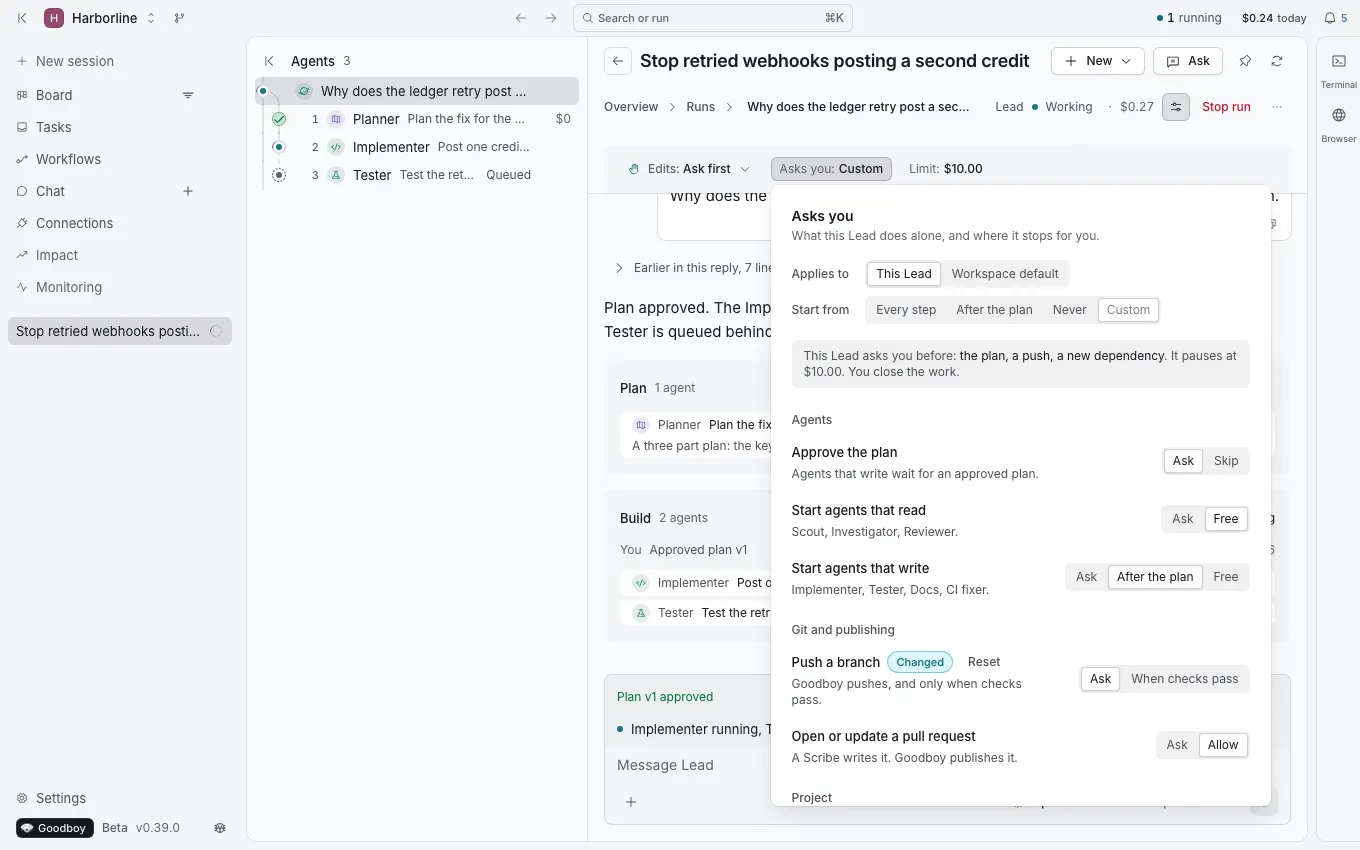 H Harborline
Search or run ⌘K
1 running $0.24 today 5
New session
Board
Tasks
Workflows
Chat
Connections
Impact
Monitoring
Stop retried webhooks posti...
Settings
Goodboy Beta v0.39.0
Agents 3
Why does the ledger retry post ...
1 Planner Plan the fix for the ... $0
2 Implementer Post one credi...
3 Tester Test the ret... Queued
Stop retried webhooks posting a second credit
New Ask
Overview Runs Why does the ledger retry post a sec... Lead Working · $0.27 Stop run ...
Edits: Ask first Asks you: Custom Limit: $10.00
Why does the
Earlier in this reply, 7 line
Plan approved. The Imp
Tester is queued behind
Plan 1 agent
Planner Plan the fix
A three part plan: the key
Build 2 agents
You Approved plan v1
Implementer Post o
Tester Test the retr
Plan v1 approved
Implementer running, T
Message Lead
Asks you
What this Lead does alone, and where it stops for you.
Applies to This Lead Workspace default
Start from Every step After the plan Never Custom
This Lead asks you before: the plan, a push, a new dependency. It pauses at
$10.00. You close the work.
Agents
Approve the plan
Agents that write wait for an approved plan.
Ask Skip
Start agents that read
Scout, Investigator, Reviewer.
Ask Free
Start agents that write
Implementer, Tester, Docs, CI fixer.
Ask After the plan Free
Git and publishing
Push a branch Changed Reset
Goodboy pushes, and only when checks
pass.
Ask When checks pass
Open or update a pull request
A Scribe writes it. Goodboy publishes it.
Ask Allow
Project
Terminal
Browser